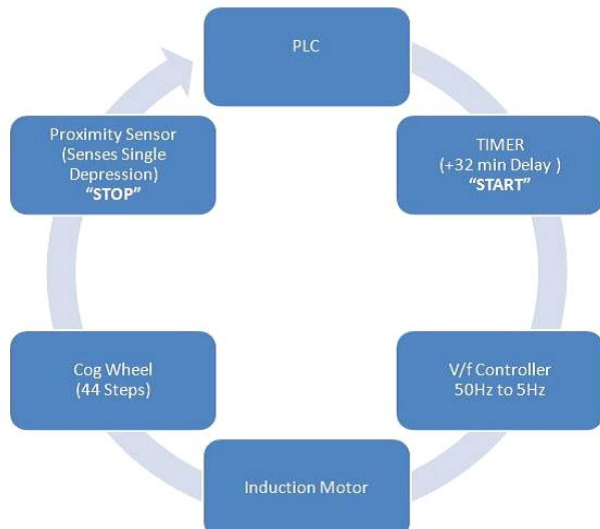 PLC
TIMER
(+32 min Delay )
“START”
V/f Controller
50Hz to 5Hz
Induction Motor
Cog Wheel
(44 Steps)
Proximity Sensor
(Senses Single
Depression)
“STOP”